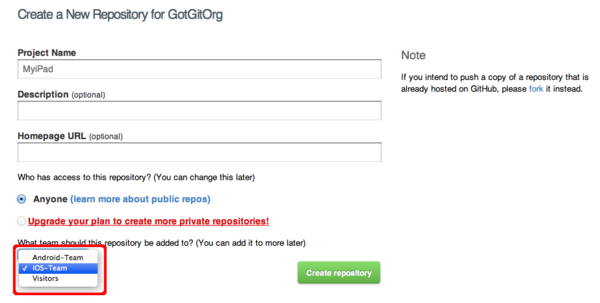 Create a New Repository for GotGitOrg
Project Name
MyiPad
Note
If you intend to push a copy of a repository that is
already hosted on GitHub, please fork it instead.
Description (optional)
Homepage URL (optional)
Who has access to this repository? (You can change this later)
Anyone (learn more about public repos)
Upgrade your plan to create more private repositories!
What team should this repository be added to? (You can add it to more later)
Android-Team
✓ IOS-Team
Visitors
Create repository